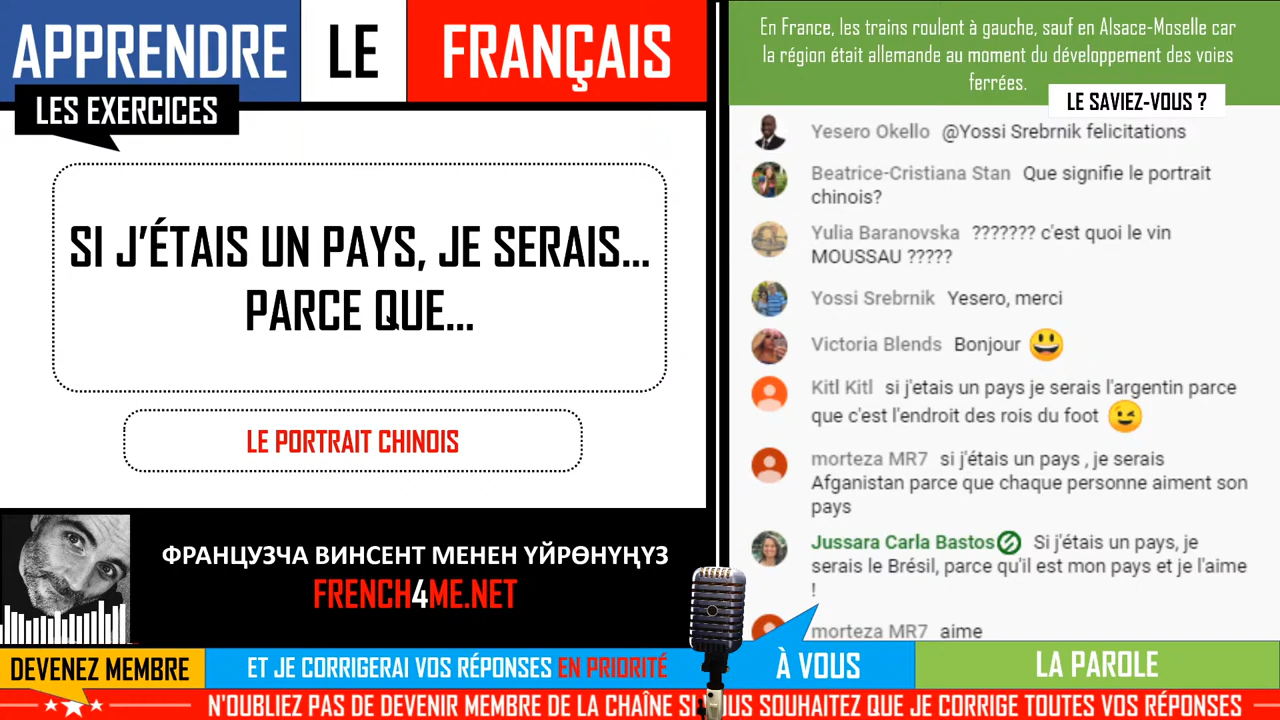 APPRENDRE LE FRANÇAIS
LES EXERCICES
SI J'ÉTAIS UN PAYS, JE SERAIS...
PARCE QUE...
LE PORTRAIT CHINOIS
ФРАНЦУЗЧА ВИНСЕНТ МЕНЕН ҮЙРӨНҮҢҮЗ
FRENCH4ME.NET
En France, les trains roulent à gauche, sauf en Alsace-Moselle car
la région était allemande au moment du développement des voies
ferrées.
LE SAVIEZ-VOUS ?
Yesero Okello @Yossi Srebrnik felicitations
Beatrice-Cristiana Stan Que signifie le portrait
chinois?
Yulia Baranovska ??????? c'est quoi le vin
MOUSSAU ?????
Yossi Srebrnik Yesero, merci
Victoria Blends Bonjour 😃
Kitl Kitl si j'etais un pays je serais l'argentin parce
que c'est l'endroit des rois du foot 😉
morteza MR7 si j'étais un pays , je serais
Afganistan parce que chaque personne aiment son
pays
Jussara Carla Bastos Si j'étais un pays, je
serais le Brésil, parce qu'il est mon pays et je l'aime
!
morteza MR7 aime
DEVENEZ MEMBRE
ET JE CORRIGERAI VOS RÉPONSES EN PRIORITÉ
À VOUS
LA PAROLE
N'OUBLIEZ PAS DE DEVENIR MEMBRE DE LA CHAÎNE SI US SOUHAITEZ QUE JE CORRIGE TOUTES VOS RÉPONSES